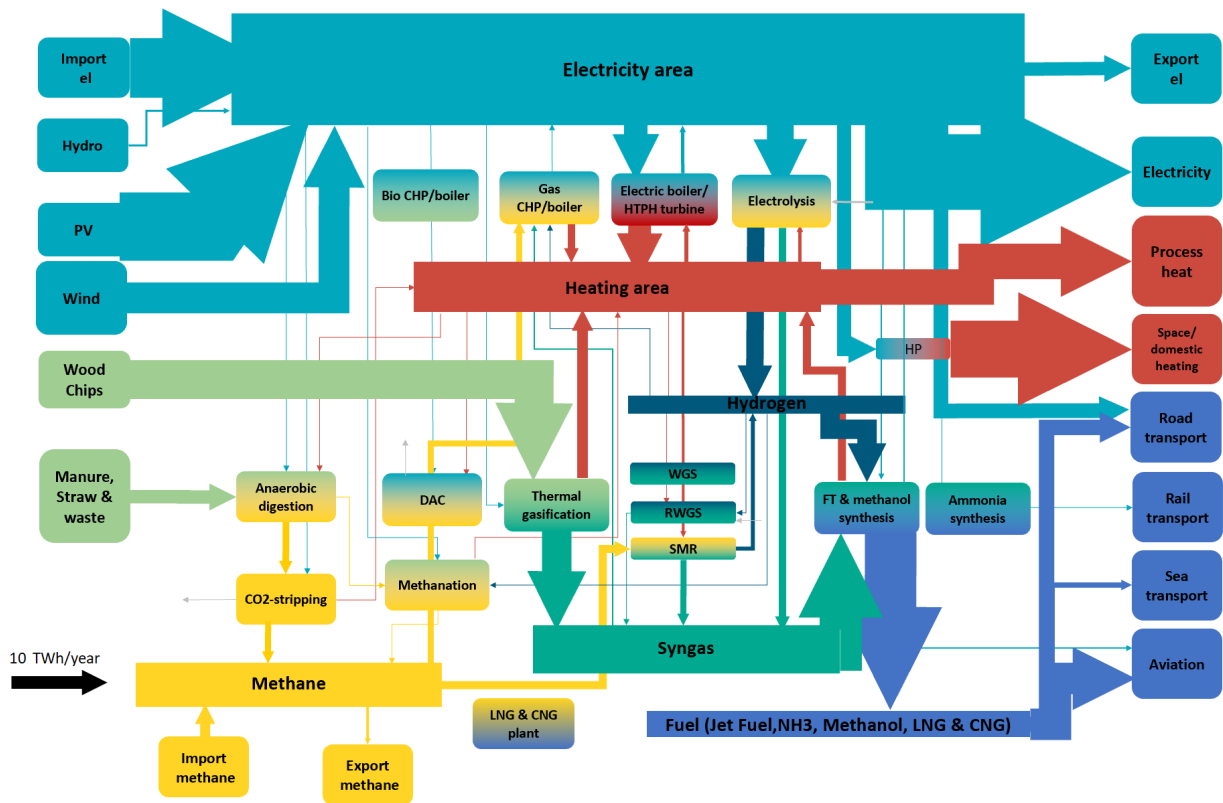 Import
el
Electricity area
Export
el
Hydro
Bio CHP/boiler
Gas
CHP/boiler
Electric boiler/
HTPH turbine
Electrolysis
Electricity
PV
Process
heat
Wind
Heating area
Space/
domestic
heating
HP
Wood
Chips
Hydrogen
Road
transport
Manure,
Straw &
waste
Anaerobic
digestion
DAC
Thermal
gasification
WGS
RWGS
SMR
FT & methanol
synthesis
Ammonia
synthesis
Rail
transport
CO2-stripping
Methanation
Sea
transport
10 TWh/year
Methane
Syngas
Aviation
LNG & CNG
plant
Fuel (Jet Fuel,NH3, Methanol, LNG & CNG)
Import
methane
Export
methane